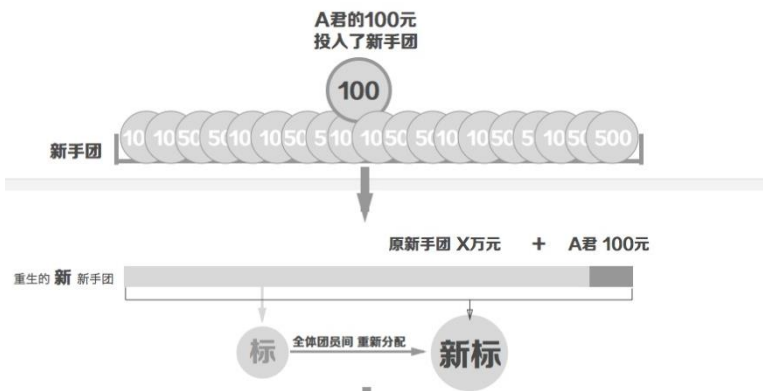 A君的100元
投入了新手团
100
新手团
500
原新手团 X万元 + A君 100元
重生的 新 新手团
标
全体团员间 重新分配
新标